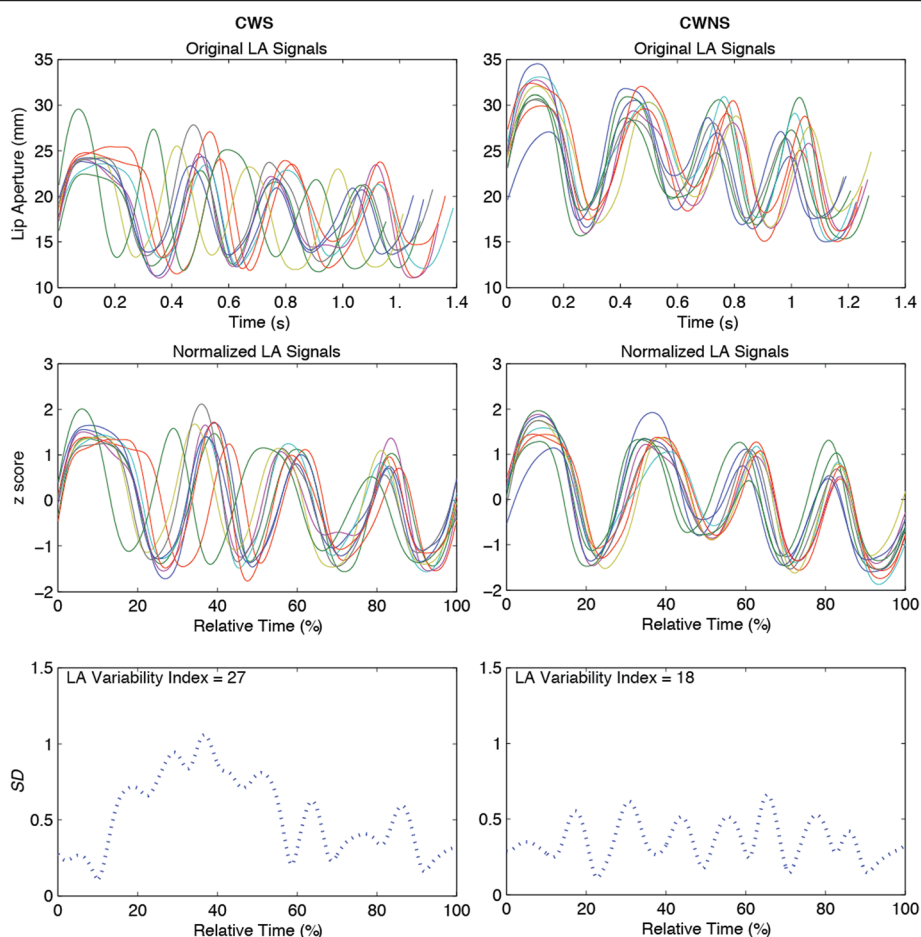 CWS
CWNS
Original LA Signals
Original LA Signals
35
30
25
20
15
10
Lip Aperture (mm)
0 0.2 0.4 0.6 0.8 1.0 1.2 1.4
Time (s)
35
30
25
20
15
10
0 0.2 0.4 0.6 0.8 1 1.2 1.4
Time (s)
Normalized LA Signals
Normalized LA Signals
3
2
1
0
−1
−2
z score
0 20 40 60 80 100
Relative Time (%)
3
2
1
0
−1
−2
0 20 40 60 80 100
Relative Time (%)
1.5
1
0.5
0
SD
LA Variability Index = 27
0 20 40 60 80 100
Relative Time (%)
1.5
1
0.5
0
LA Variability Index = 18
0 20 40 60 80 100
Relative Time (%)